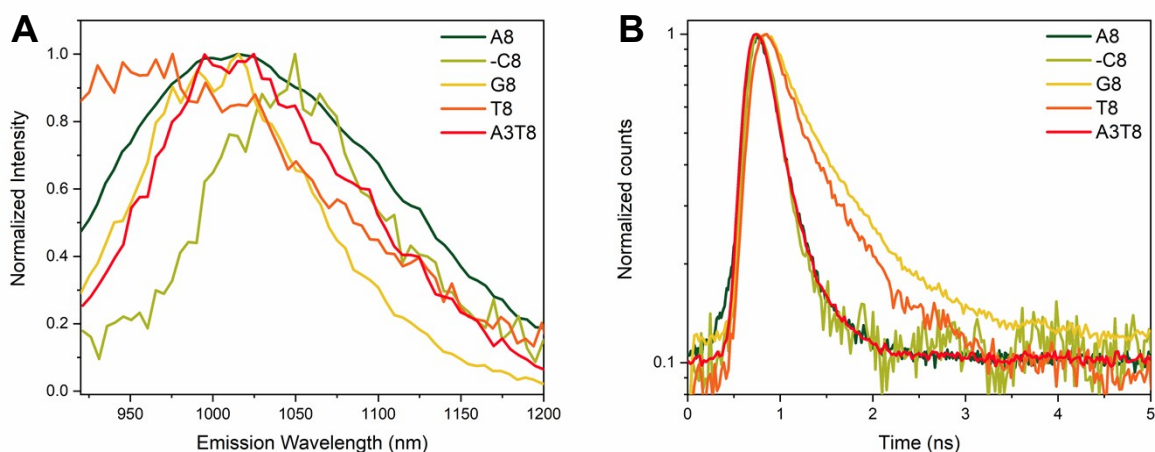 A
A8
-C8
G8
T8
A3T8
Normalized Intensity
1.0
0.8
0.6
0.4
0.2
0.0
950
1000
1050
1100
1150
1200
Emission Wavelength (nm)
B
A8
-C8
G8
T8
A3T8
Normalized counts
1
0.1
0
1
2
3
4
5
Time (ns)